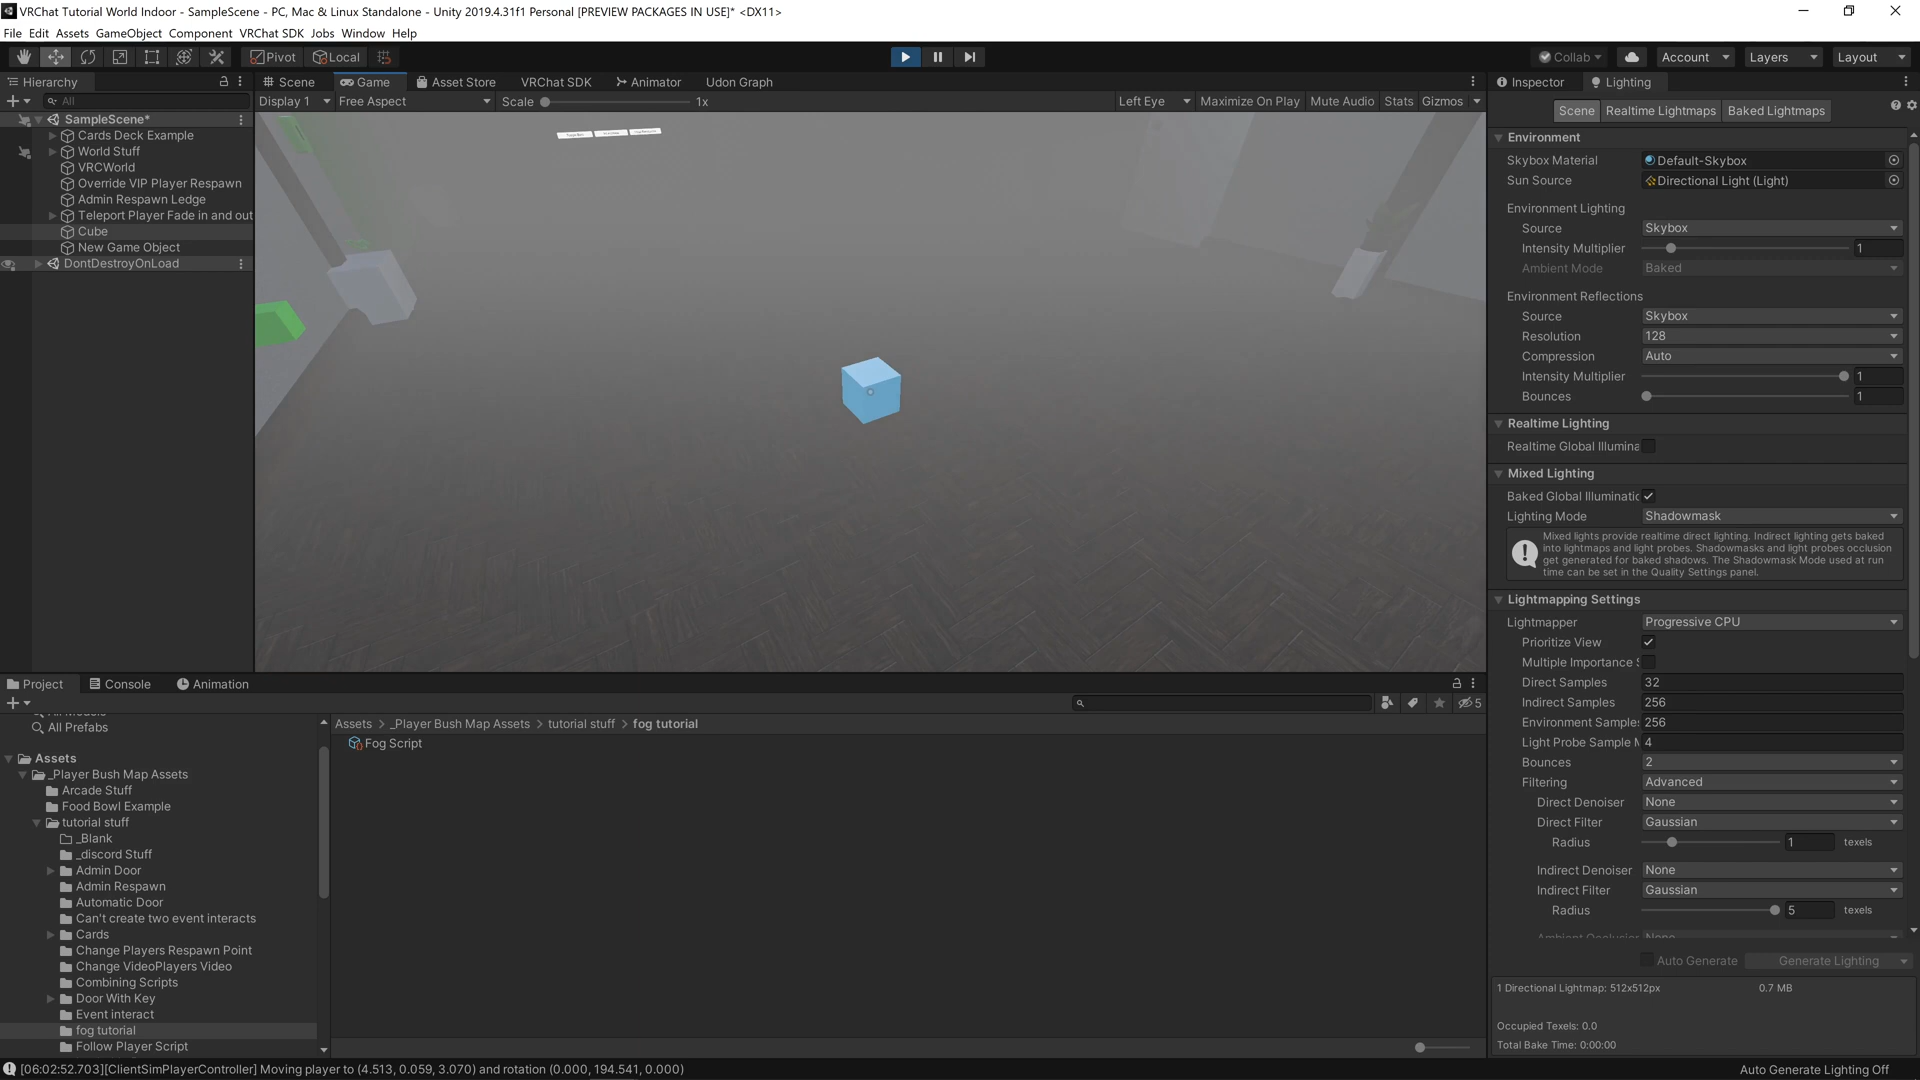 VRChat Tutorial World Indoor - SampleScene - PC, Mac & Linux Standalone - Unity 2019.4.31f1 Personal [PREVIEW PACKAGES IN USE]* <DX11>
File Edit Assets GameObject Component VRChat SDK Jobs Window Help
Pivot Local Collab Account Layers Layout
Hierarchy Scene Game Asset Store VRChat SDK Animator Udon Graph Inspector Lighting
All Display 1 Free Aspect Scale 1x Left Eye Maximize On Play Mute Audio Stats Gizmos
Scene Realtime Lightmaps Baked Lightmaps
SampleScene*
Cards Deck Example
World Stuff
VRCWorld
Override VIP Player Respawn
Admin Respawn Ledge
Teleport Player Fade in and out
Cube
New Game Object
DontDestroyOnLoad
Environment
Skybox Material Default-Skybox
Sun Source Directional Light (Light)
Environment Lighting
Source Skybox
Intensity Multiplier 1
Ambient Mode Baked
Environment Reflections
Source Skybox
Resolution 128
Compression Auto
Intensity Multiplier 1
Bounces 1
Realtime Lighting
Realtime Global Illumina
Mixed Lighting
Baked Global Illuminatic
Lighting Mode Shadowmask
Mixed lights provide realtime direct lighting. Indirect lighting gets baked
into lightmaps and light probes. Shadowmasks and light probes occlusion
get generated for baked shadows. The Shadowmask Mode used at run
time can be set in the Quality Settings panel.
Lightmapping Settings
Lightmapper Progressive CPU
Prioritize View
Multiple Importance S
Direct Samples 32
Indirect Samples 256
Environment Samples 256
Light Probe Sample M 4
Bounces 2
Filtering Advanced
Direct Denoiser None
Direct Filter Gaussian
Radius 1 texels
Indirect Denoiser None
Indirect Filter Gaussian
Radius 5 texels
Ambient Occlusion None
Auto Generate Generate Lighting
1 Directional Lightmap: 512x512px 0.7 MB
Occupied Texels: 0.0
Total Bake Time: 0:00:00
Project Console Animation
5
All Models
All Prefabs
Assets
_Player Bush Map Assets
Arcade Stuff
Food Bowl Example
tutorial stuff
_Blank
_discord Stuff
Admin Door
Admin Respawn
Automatic Door
Can't create two event interacts
Cards
Change Players Respawn Point
Change VideoPlayers Video
Combining Scripts
Door With Key
Event interact
fog tutorial
Follow Player Script
Assets > _Player Bush Map Assets > tutorial stuff > fog tutorial
Fog Script
[06:02:52.703][ClientSimPlayerController] Moving player to (4.513, 0.059, 3.070) and rotation (0.000, 194.541, 0.000)
Auto Generate Lighting Off